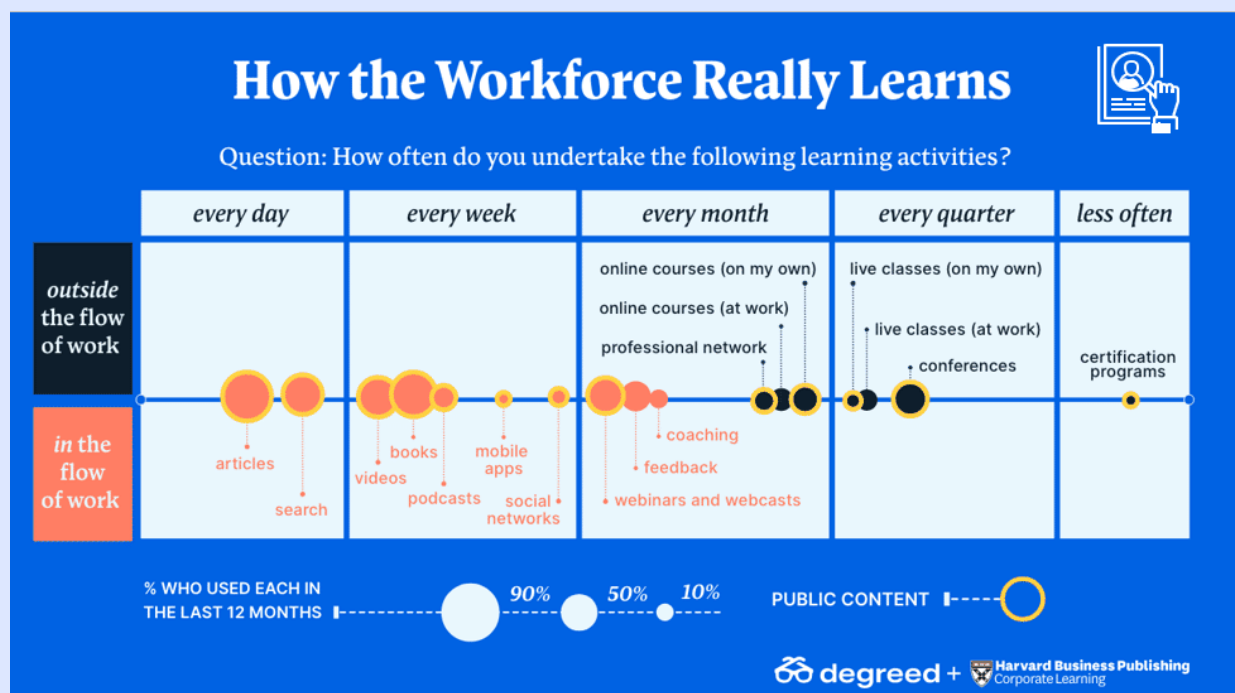 How the Workforce Really Learns
Question: How often do you undertake the following learning activities?
every day
every week
every month
every quarter
less often
outside
the flow
of work
online courses (on my own)
online courses (at work)
professional network
live classes (on my own)
live classes (at work)
conferences
certification
programs
in the
flow
of work
articles
search
videos
books
podcasts
mobile
apps
social
networks
coaching
feedback
webinars and webcasts
% WHO USED EACH IN
THE LAST 12 MONTHS
90%
50%
10%
PUBLIC CONTENT
degreed +
Harvard Business Publishing
Corporate Learning